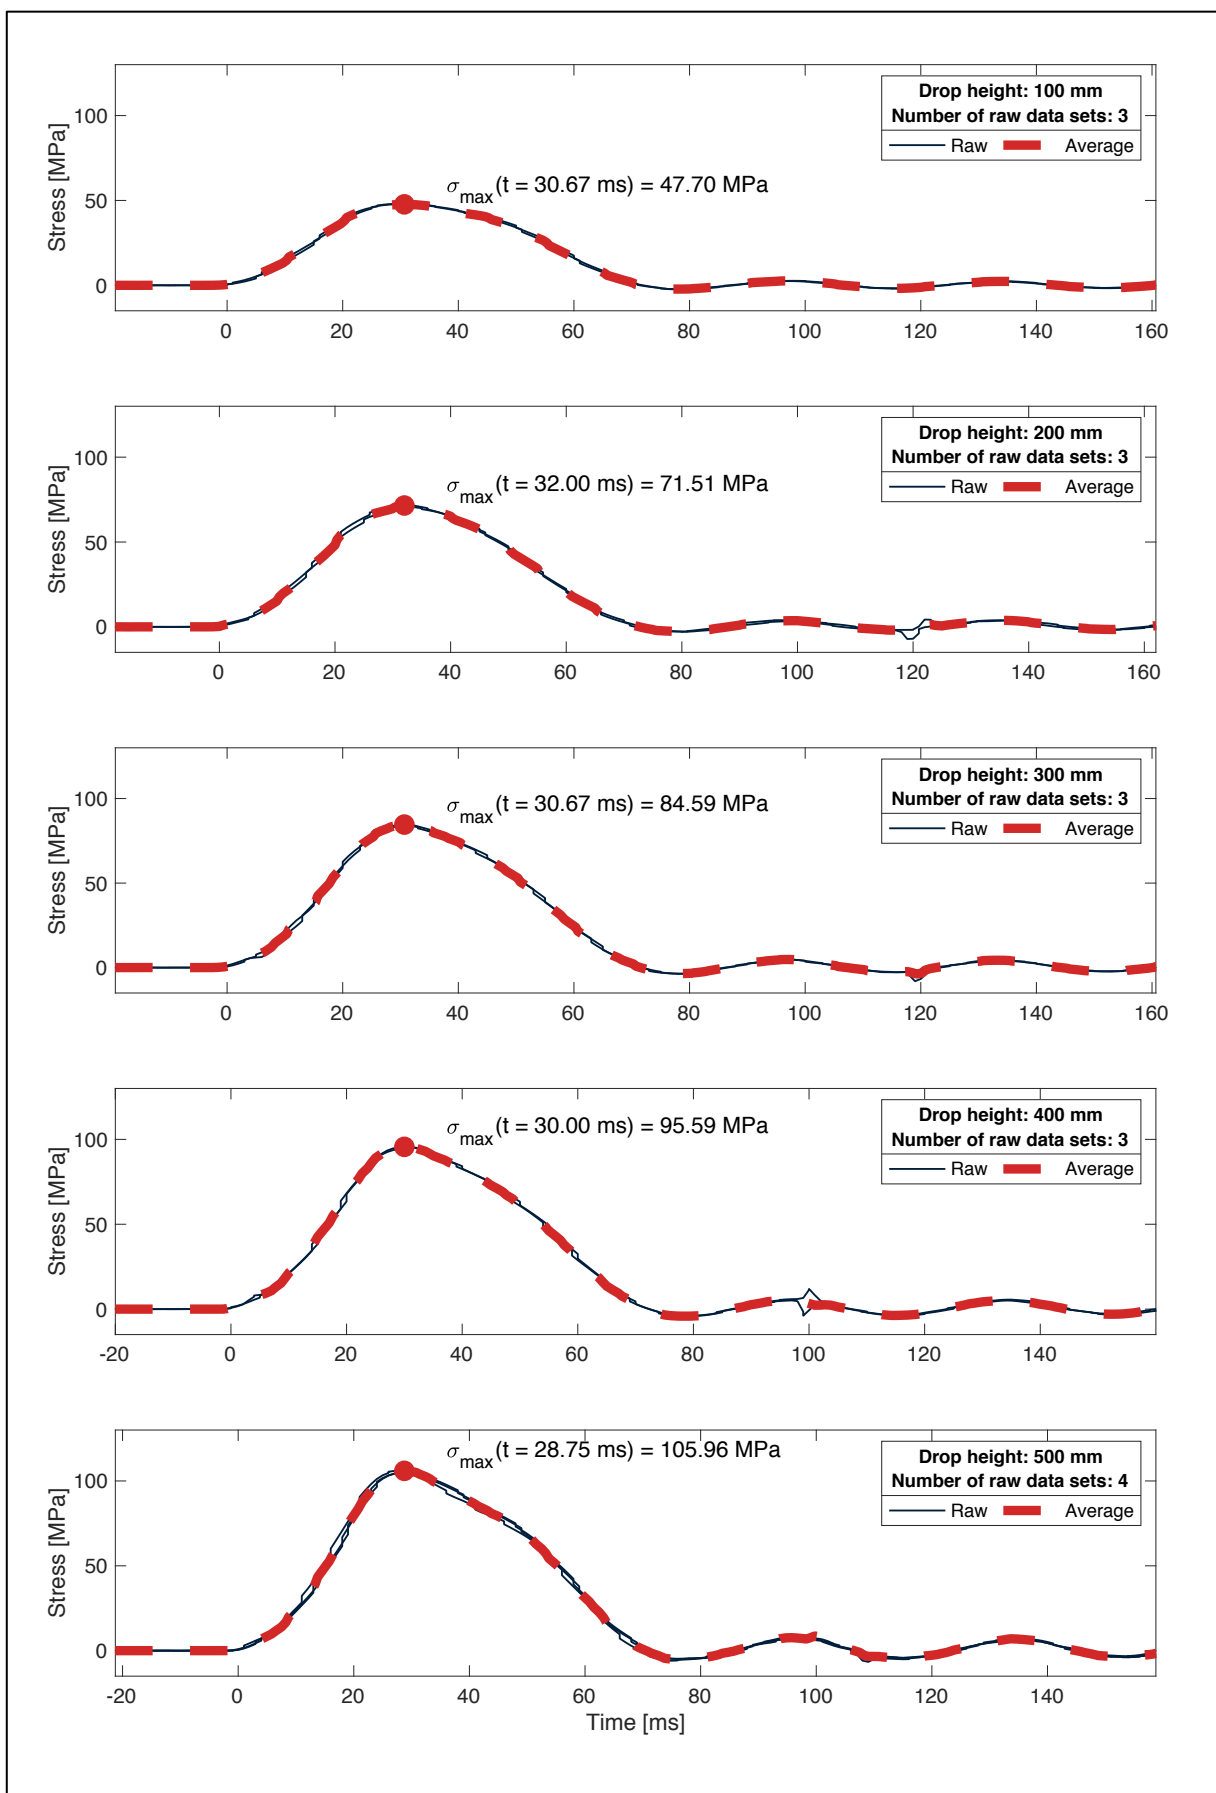 Drop height: 100 mm
Number of raw data sets: 3
Raw Average
σmax(t = 30.67 ms) = 47.70 MPa
Stress [MPa]
100
50
0
0 20 40 60 80 100 120 140 160
Drop height: 200 mm
Number of raw data sets: 3
Raw Average
σmax(t = 32.00 ms) = 71.51 MPa
Stress [MPa]
100
50
0
0 20 40 60 80 100 120 140 160
Drop height: 300 mm
Number of raw data sets: 3
Raw Average
σmax(t = 30.67 ms) = 84.59 MPa
Stress [MPa]
100
50
0
0 20 40 60 80 100 120 140 160
Drop height: 400 mm
Number of raw data sets: 3
Raw Average
σmax(t = 30.00 ms) = 95.59 MPa
Stress [MPa]
100
50
0
-20 0 20 40 60 80 100 120 140
Drop height: 500 mm
Number of raw data sets: 4
Raw Average
σmax(t = 28.75 ms) = 105.96 MPa
Stress [MPa]
100
50
0
-20 0 20 40 60 80 100 120 140
Time [ms]